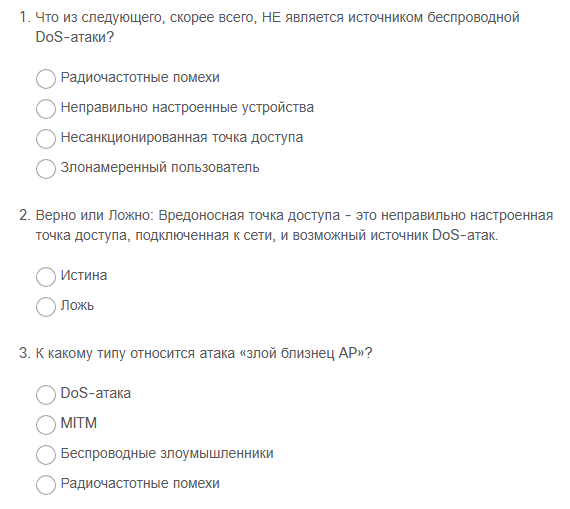 1. Что из следующего, скорее всего, НЕ является источником беспроводной
DoS-атаки?
Радиочастотные помехи
Неправильно настроенные устройства
Несанкционированная точка доступа
Злонамеренный пользователь
2. Верно или Ложно: Вредоносная точка доступа - это неправильно настроенная
точка доступа, подключенная к сети, и возможный источник DoS-атак.
Истина
Ложь
3. К какому типу относится атака «злой близнец AP»?
DoS-атака
MITM
Беспроводные злоумышленники
Радиочастотные помехи